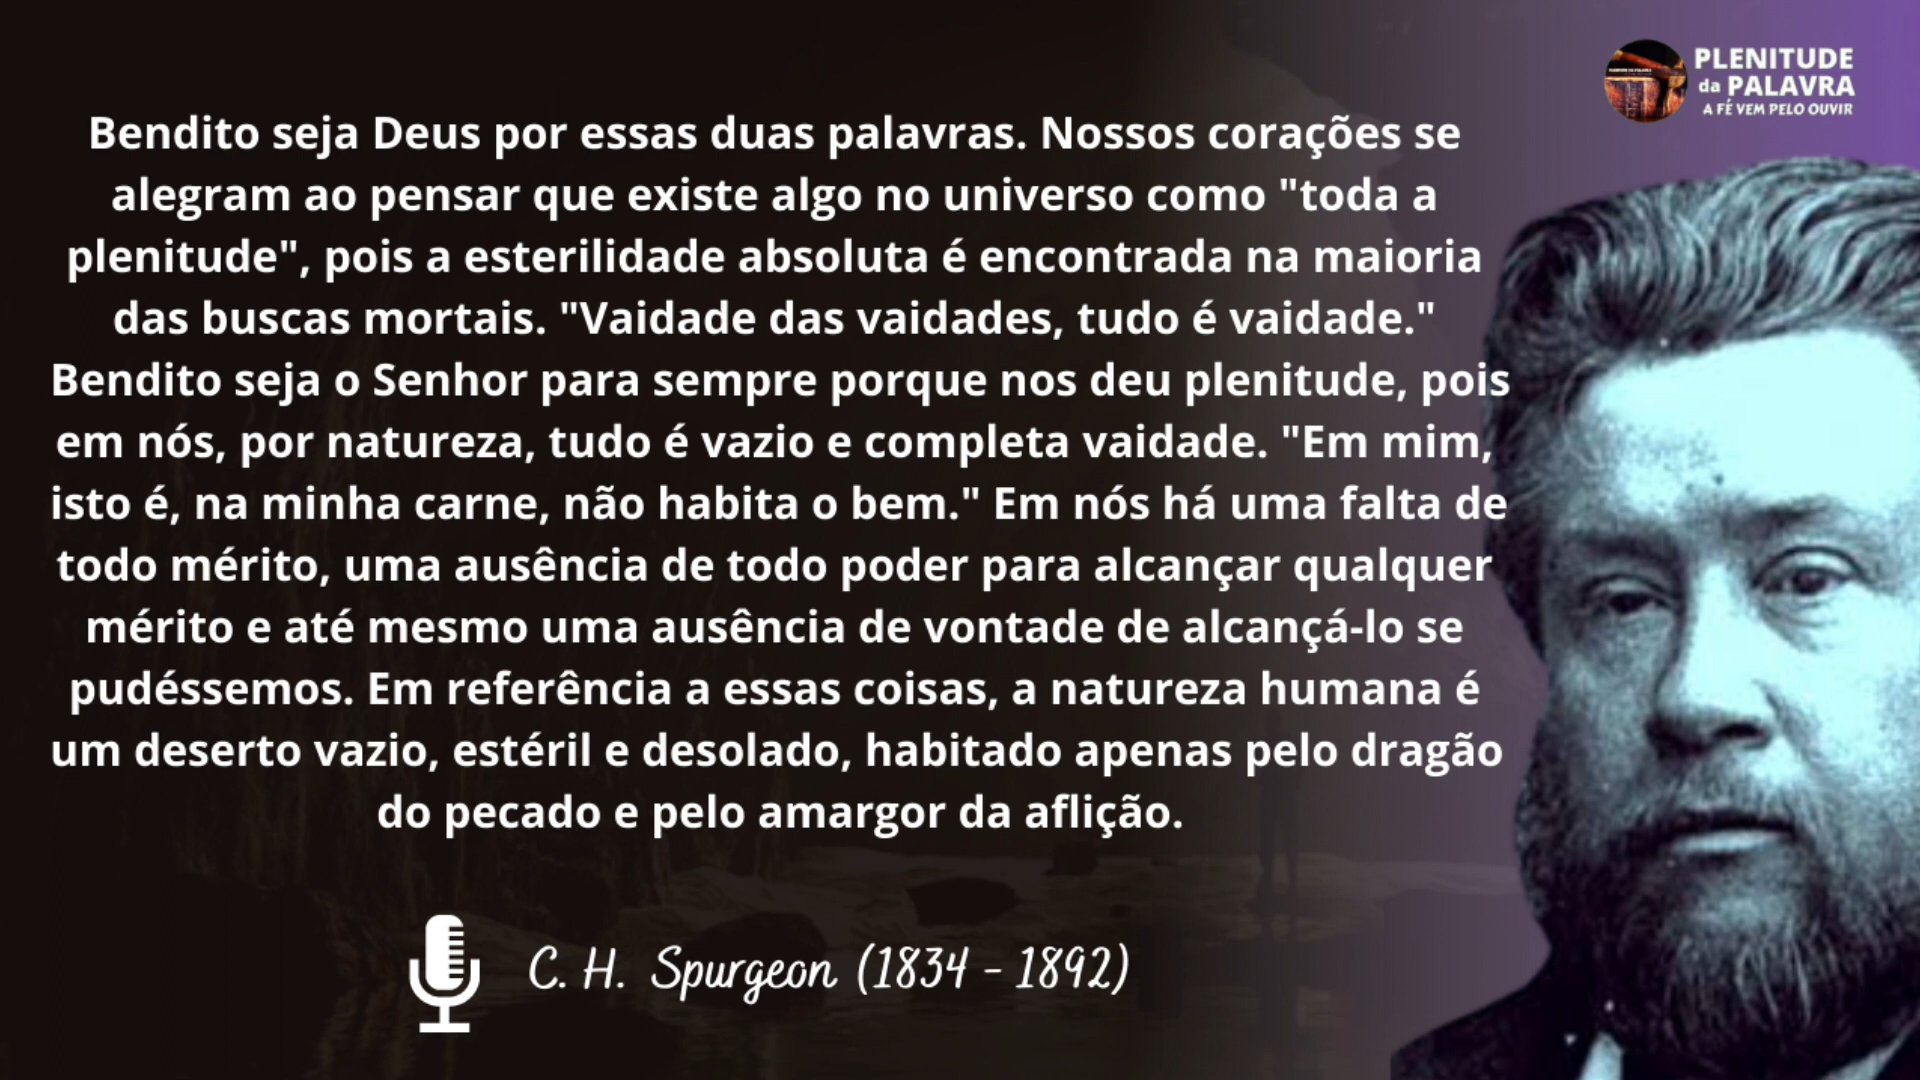 PLENITUDE
da PALAVRA
A FÉ VEM PELO OUVIR
Bendito seja Deus por essas duas palavras. Nossos corações se
alegram ao pensar que existe algo no universo como "toda a
plenitude", pois a esterilidade absoluta é encontrada na maioria
das buscas mortais. "Vaidade das vaidades, tudo é vaidade."
Bendito seja o Senhor para sempre porque nos deu plenitude, pois
em nós, por natureza, tudo é vazio e completa vaidade. "Em mim,
isto é, na minha carne, não habita o bem." Em nós há uma falta de
todo mérito, uma ausência de todo poder para alcançar qualquer
mérito e até mesmo uma ausência de vontade de alcançá-lo se
pudéssemos. Em referência a essas coisas, a natureza humana é
um deserto vazio, estéril e desolado, habitado apenas pelo dragão
do pecado e pelo amargor da aflição.
C. H. Spurgeon (1834 - 1892)